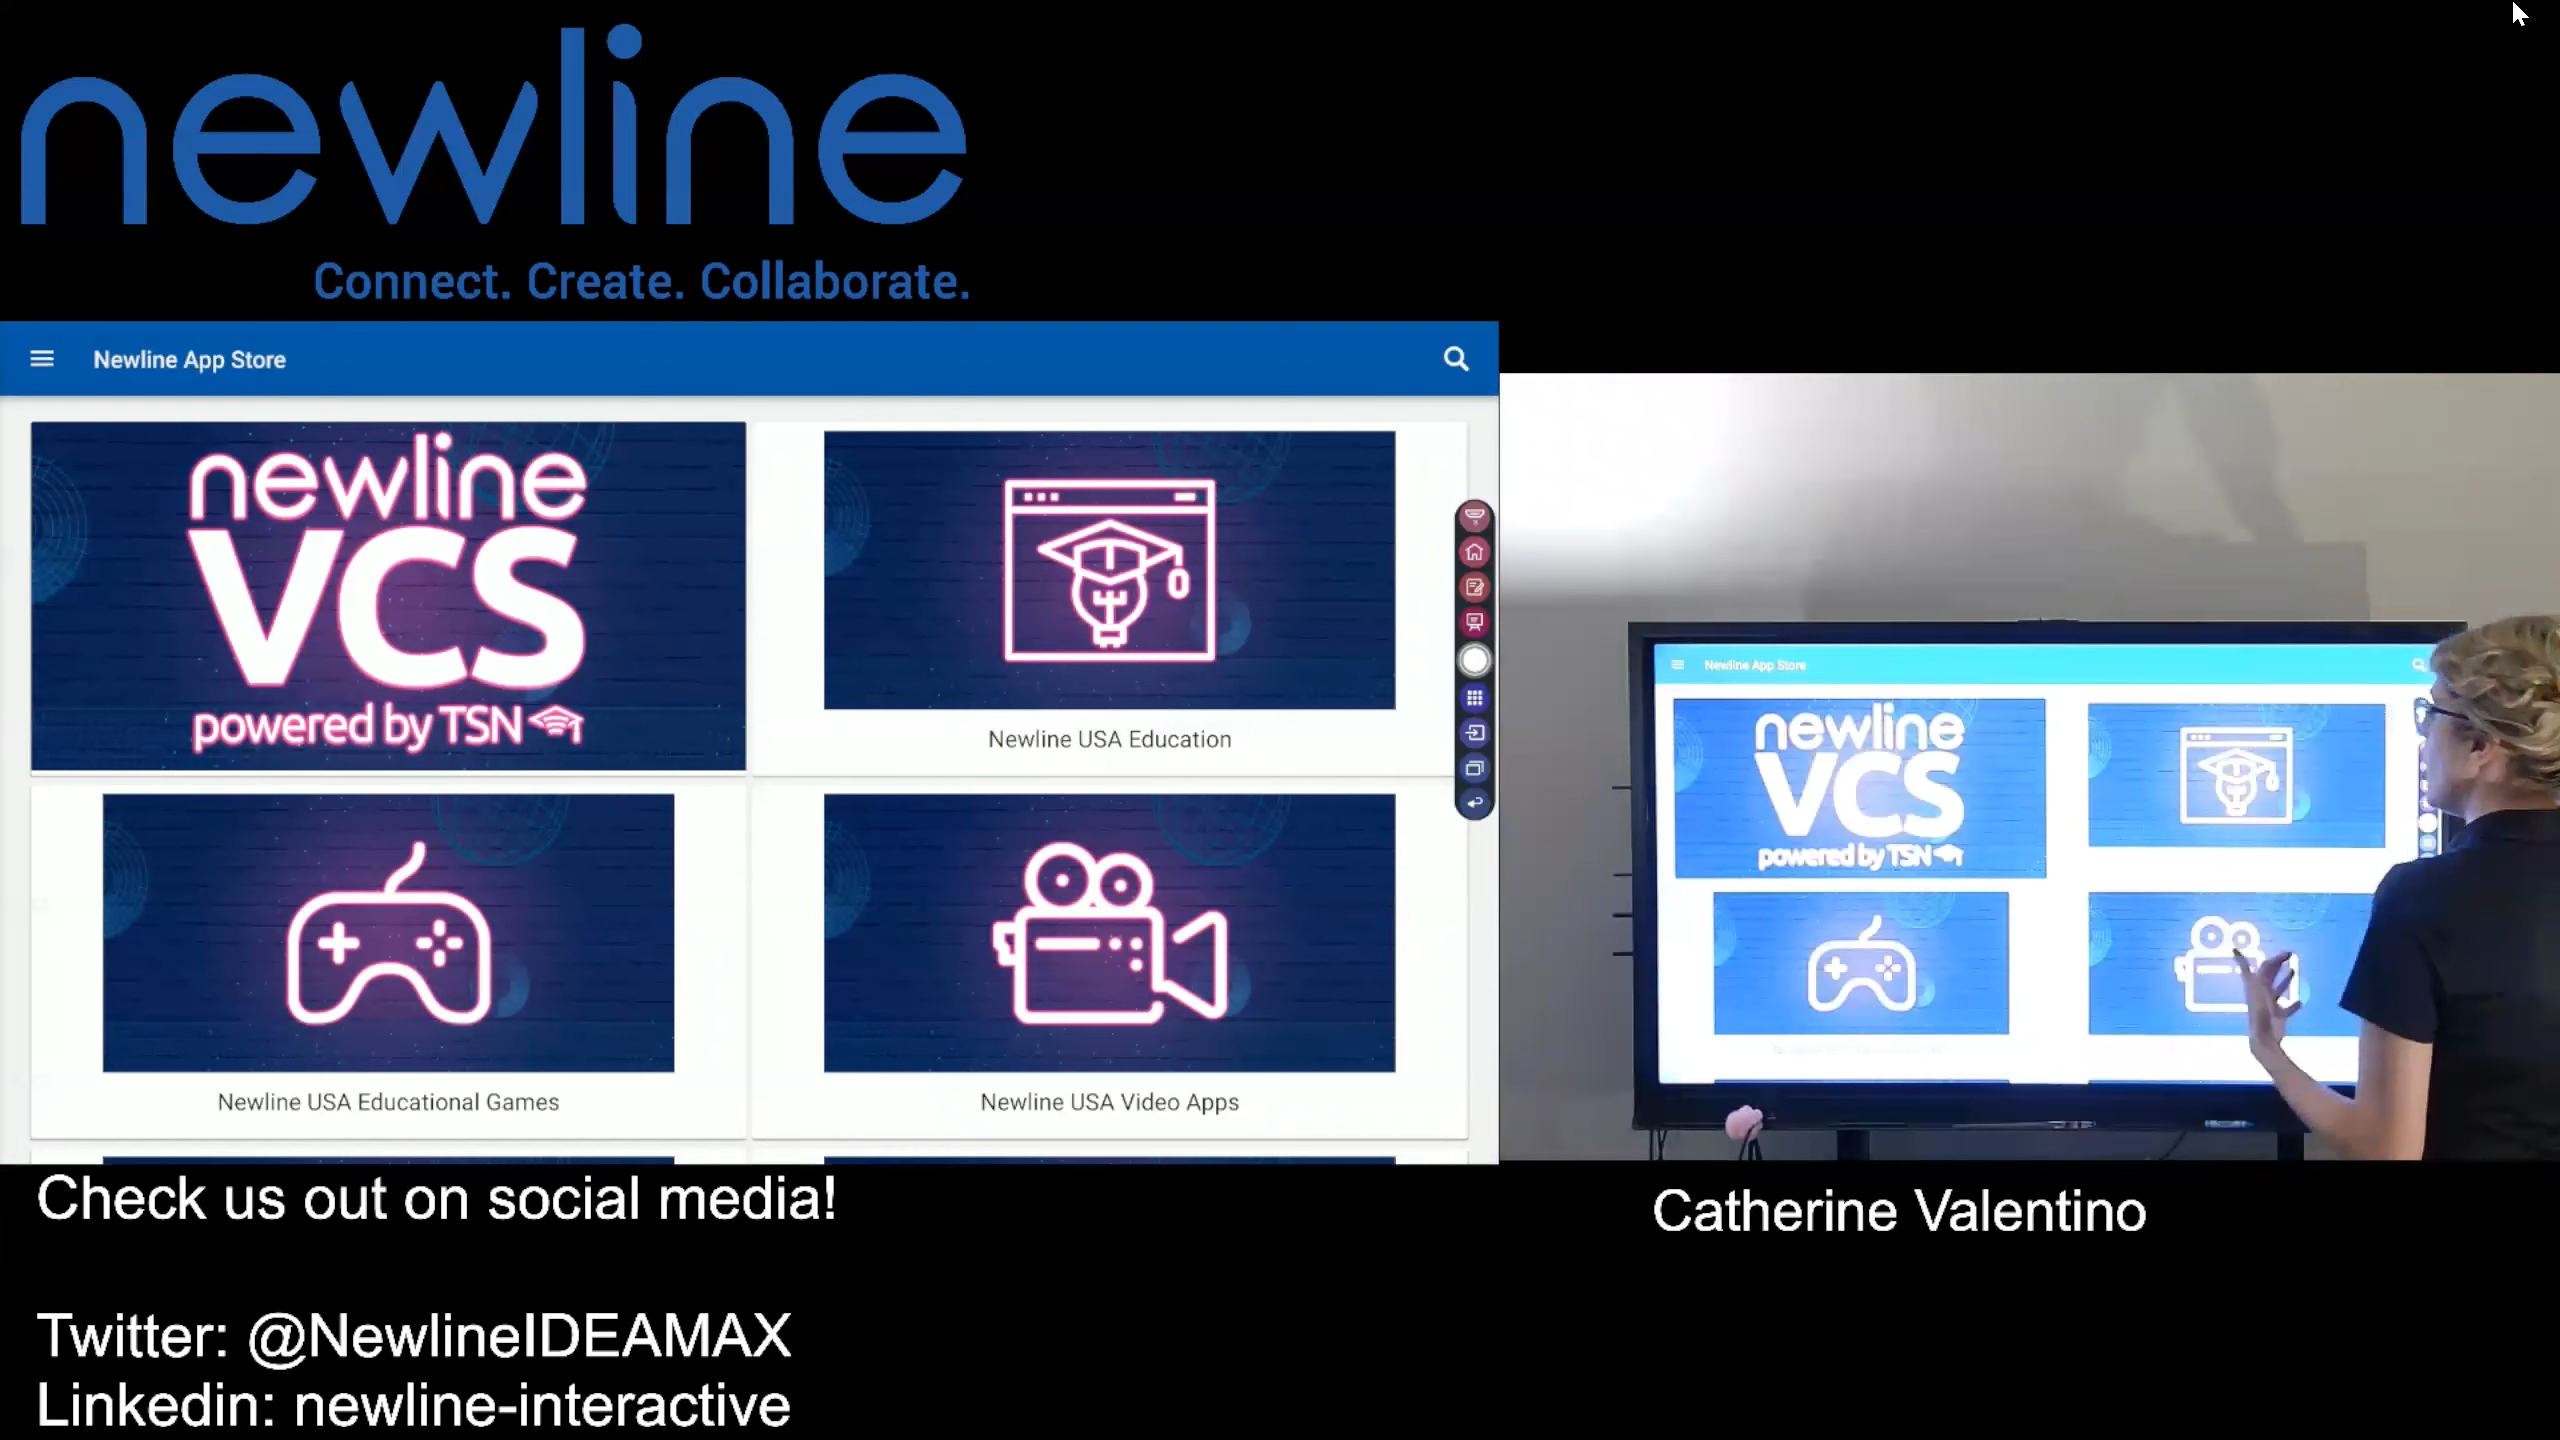 newline
Connect. Create. Collaborate.
Newline App Store
newline
VCS
powered by TSN
Newline USA Education
Newline USA Educational Games
Newline USA Video Apps
Newline App Store
newline
VCS
powered by TSN
Check us out on social media!
Twitter: @NewlineIDEAMAX
Linkedin: newline-interactive
Catherine Valentino